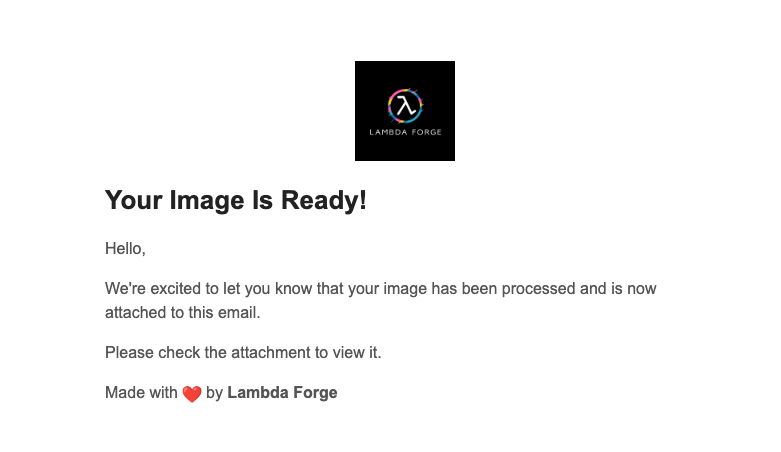 λ
LAMBDA FORGE
Your Image Is Ready!
Hello,
We're excited to let you know that your image has been processed and is now
attached to this email.
Please check the attachment to view it.
Made with ❤️ by Lambda Forge